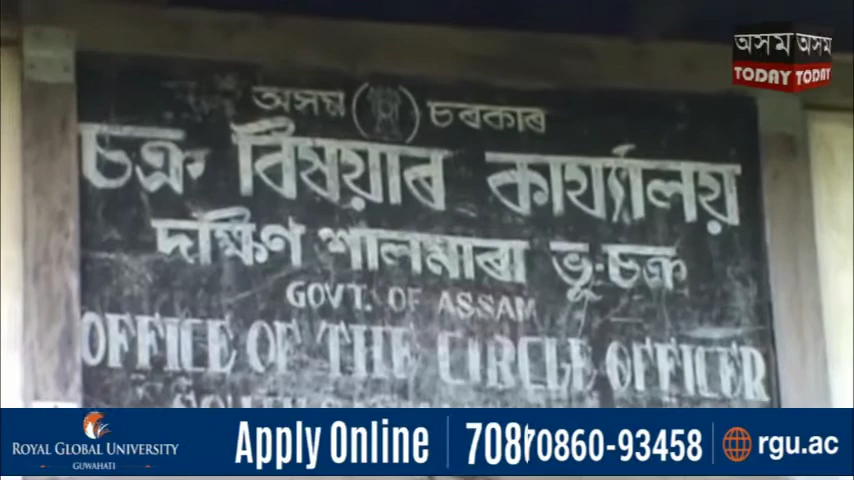 অসম অসম
TODAY TODAY
অসম চৰকাৰ
চক্ৰ বিষয়াৰ কাৰ্য্যালয়
দক্ষিণ শালমাৰা ভূ-চক্ৰ
GOVT. OF ASSAM
OFFICE OF THE CIRCLE OFFICER
ROYAL GLOBAL UNIVERSITY
GUWAHATI
Apply Online
70860-93458
rgu.ac